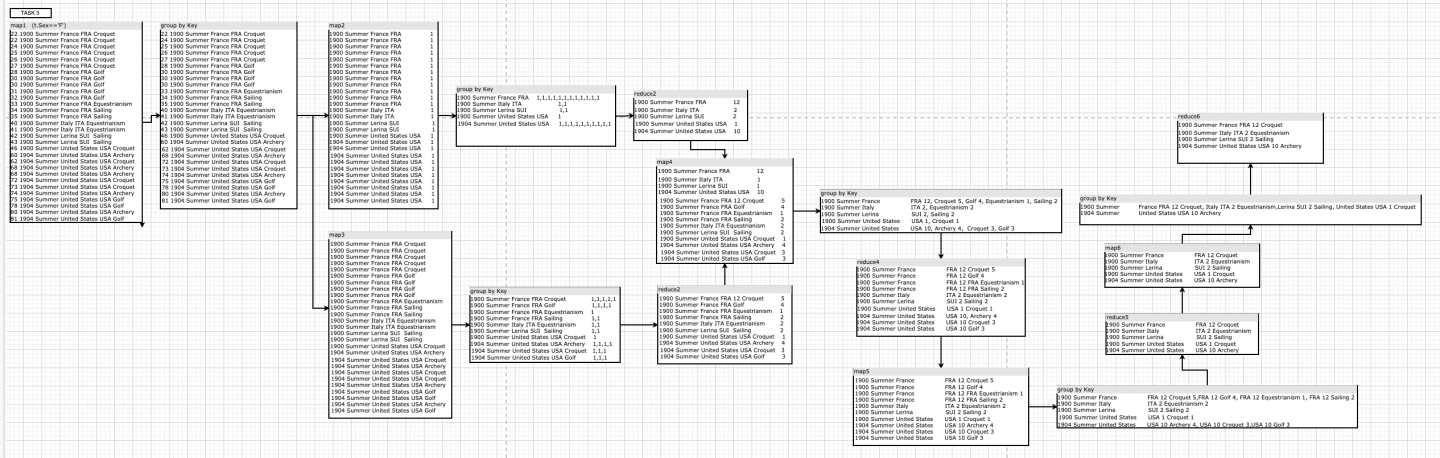 TASK 3
map1 (t.Sex=='F')
22 1900 Summer France FRA Croquet
22 1900 Summer France FRA Croquet
24 1900 Summer France FRA Croquet
25 1900 Summer France FRA Croquet
26 1900 Summer France FRA Croquet
27 1900 Summer France FRA Croquet
28 1900 Summer France FRA Golf
30 1900 Summer France FRA Golf
30 1900 Summer France FRA Golf
31 1900 Summer France FRA Golf
32 1900 Summer France FRA Golf
33 1900 Summer France FRA Equestrianism
34 1900 Summer France FRA Sailing
35 1900 Summer France FRA Sailing
40 1900 Summer Italy ITA Equestrianism
41 1900 Summer Italy ITA Equestrianism
42 1900 Summer Lerina SUI Sailing
43 1900 Summer Lerina SUI Sailing
46 1900 Summer United States USA Croquet
60 1904 Summer United States USA Archery
62 1904 Summer United States USA Croquet
68 1904 Summer United States USA Archery
68 1904 Summer United States USA Archery
72 1904 Summer United States USA Croquet
73 1904 Summer United States USA Croquet
74 1904 Summer United States USA Archery
75 1904 Summer United States USA Golf
78 1904 Summer United States USA Golf
80 1904 Summer United States USA Archery
81 1904 Summer United States USA Golf
group by Key
22 1900 Summer France FRA Croquet
24 1900 Summer France FRA Croquet
25 1900 Summer France FRA Croquet
26 1900 Summer France FRA Croquet
27 1900 Summer France FRA Croquet
28 1900 Summer France FRA Golf
30 1900 Summer France FRA Golf
30 1900 Summer France FRA Golf
32 1900 Summer France FRA Golf
33 1900 Summer France FRA Equestrianism
34 1900 Summer France FRA Sailing
35 1900 Summer France FRA Sailing
40 1900 Summer Italy ITA Equestrianism
41 1900 Summer Italy ITA Equestrianism
42 1900 Summer Lerina SUI Sailing
43 1900 Summer Lerina SUI Sailing
46 1900 Summer United States USA Croquet
60 1904 Summer United States USA Archery
62 1904 Summer United States USA Croquet
68 1904 Summer United States USA Archery
72 1904 Summer United States USA Croquet
73 1904 Summer United States USA Croquet
74 1904 Summer United States USA Archery
75 1904 Summer United States USA Golf
78 1904 Summer United States USA Golf
80 1904 Summer United States USA Archery
81 1904 Summer United States USA Golf
map2
1900 Summer France FRA 1
1900 Summer France FRA 1
1900 Summer France FRA 1
1900 Summer France FRA 1
1900 Summer France FRA 1
1900 Summer France FRA 1
1900 Summer France FRA 1
1900 Summer France FRA 1
1900 Summer France FRA 1
1900 Summer France FRA 1
1900 Summer France FRA 1
1900 Summer France FRA 1
1900 Summer Italy ITA 1
1900 Summer Italy ITA 1
1900 Summer Lerina SUI 1
1900 Summer Lerina SUI 1
1900 Summer United States USA 1
1904 Summer United States USA 1
1904 Summer United States USA 1
1904 Summer United States USA 1
1904 Summer United States USA 1
1904 Summer United States USA 1
1904 Summer United States USA 1
1904 Summer United States USA 1
1904 Summer United States USA 1
1904 Summer United States USA 1
1904 Summer United States USA 1
group by Key
1900 Summer France FRA 1,1,1,1,1,1,1,1,1,1,1,1
1900 Summer Italy ITA 1,1
1900 Summer Lerina SUI 1,1
1900 Summer United States USA 1
1904 Summer United States USA 1,1,1,1,1,1,1,1,1,1
reduce2
1900 Summer France FRA 12
1900 Summer Italy ITA 2
1900 Summer Lerina SUI 2
1900 Summer United States USA 1
1904 Summer United States USA 10
map3
1900 Summer France FRA Croquet
1900 Summer France FRA Croquet
1900 Summer France FRA Croquet
1900 Summer France FRA Croquet
1900 Summer France FRA Croquet
1900 Summer France FRA Golf
1900 Summer France FRA Golf
1900 Summer France FRA Golf
1900 Summer France FRA Golf
1900 Summer France FRA Equestrianism
1900 Summer France FRA Sailing
1900 Summer France FRA Sailing
1900 Summer Italy ITA Equestrianism
1900 Summer Italy ITA Equestrianism
1900 Summer Lerina SUI Sailing
1900 Summer Lerina SUI Sailing
1900 Summer United States USA Croquet
1904 Summer United States USA Archery
1904 Summer United States USA Croquet
1904 Summer United States USA Archery
1904 Summer United States USA Croquet
1904 Summer United States USA Croquet
1904 Summer United States USA Archery
1904 Summer United States USA Golf
1904 Summer United States USA Golf
1904 Summer United States USA Archery
1904 Summer United States USA Golf
group by Key
1900 Summer France FRA Croquet 1,1,1,1,1
1900 Summer France FRA Golf 1,1,1,1
1900 Summer France FRA Equestrianism 1
1900 Summer France FRA Sailing 1,1
1900 Summer Italy ITA Equestrianism 1,1
1900 Summer Lerina SUI Sailing 1,1
1900 Summer United States USA Croquet 1
1904 Summer United States USA Archery 1,1,1,1
1904 Summer United States USA Croquet 1,1,1
1904 Summer United States USA Golf 1,1,1
reduce2
1900 Summer France FRA 12 Croquet 5
1900 Summer France FRA Golf 4
1900 Summer France FRA Equestrianism 1
1900 Summer France FRA Sailing 2
1900 Summer Italy ITA Equestrianism 2
1900 Summer Lerina SUI Sailing 2
1900 Summer United States USA Croquet 1
1904 Summer United States USA Archery 4
1904 Summer United States USA Croquet 3
1904 Summer United States USA Golf 3
map4
1900 Summer France FRA 12
1900 Summer Italy ITA 1
1900 Summer Lerina SUI 1
1904 Summer United States USA 10
1900 Summer France FRA 12 Croquet 5
1900 Summer France FRA Golf 4
1900 Summer France FRA Equestrianism 1
1900 Summer France FRA Sailing 2
1900 Summer Italy ITA Equestrianism 2
1900 Summer Lerina SUI Sailing 2
1900 Summer United States USA Croquet 1
1904 Summer United States USA Archery 4
1904 Summer United States USA Croquet 3
1904 Summer United States USA Golf 3
group by Key
1900 Summer France FRA 12, Croquet 5, Golf 4, Equestrianism 1, Sailing 2
1900 Summer Italy ITA 2, Equestrianism 2
1900 Summer Lerina SUI 2, Sailing 2
1900 Summer United States USA 1, Croquet 1
1904 Summer United States USA 10, Archery 4, Croquet 3, Golf 3
reduce4
1900 Summer France FRA 12 Croquet 5
1900 Summer France FRA 12 Golf 4
1900 Summer France FRA 12 FRA Equestrianism 1
1900 Summer France FRA 12 FRA Sailing 2
1900 Summer Italy ITA 2 Equestrianism 2
1900 Summer Lerina SUI 2 Sailing 2
1900 Summer United States USA 1 Croquet 1
1904 Summer United States USA 10, Archery 4
1904 Summer United States USA 10 Croquet 3
1904 Summer United States USA 10 Golf 3
map5
1900 Summer France FRA 12 Croquet 5
1900 Summer France FRA 12 Golf 4
1900 Summer France FRA 12 FRA Equestrianism 1
1900 Summer France FRA 12 FRA Sailing 2
1900 Summer Italy ITA 2 Equestrianism 2
1900 Summer Lerina SUI 2 Sailing 2
1900 Summer United States USA 1 Croquet 1
1904 Summer United States USA 10 Archery 4
1904 Summer United States USA 10 Croquet 3
1904 Summer United States USA 10 Golf 3
group by Key
1900 Summer France FRA 12 Croquet 5,FRA 12 Golf 4, FRA 12 Equestrianism 1, FRA 12 Sailing 2
1900 Summer Italy ITA 2 Equestrianism 2
1900 Summer Lerina SUI 2 Sailing 2
1900 Summer United States USA 1 Croquet 1
1904 Summer United States USA 10 Archery 4, USA 10 Croquet 3,USA 10 Golf 3
reduce5
1900 Summer France FRA 12 Croquet
1900 Summer Italy ITA 2 Equestrianism
1900 Summer Lerina SUI 2 Sailing
1900 Summer United States USA 1 Croquet
1904 Summer United States USA 10 Archery
map6
1900 Summer France FRA 12 Croquet
1900 Summer Italy ITA 2 Equestrianism
1900 Summer Lerina SUI 2 Sailing
1900 Summer United States USA 1 Croquet
1904 Summer United States USA 10 Archery
group by Key
1900 Summer France FRA 12 Croquet, Italy ITA 2 Equestrianism,Lerina SUI 2 Sailing, United States USA 1 Croquet
1904 Summer United States USA 10 Archery
reduce6
1900 Summer France FRA 12 Croquet
1900 Summer Italy ITA 2 Equestrianism
1900 Summer Lerina SUI 2 Sailing
1904 Summer United States USA 10 Archery